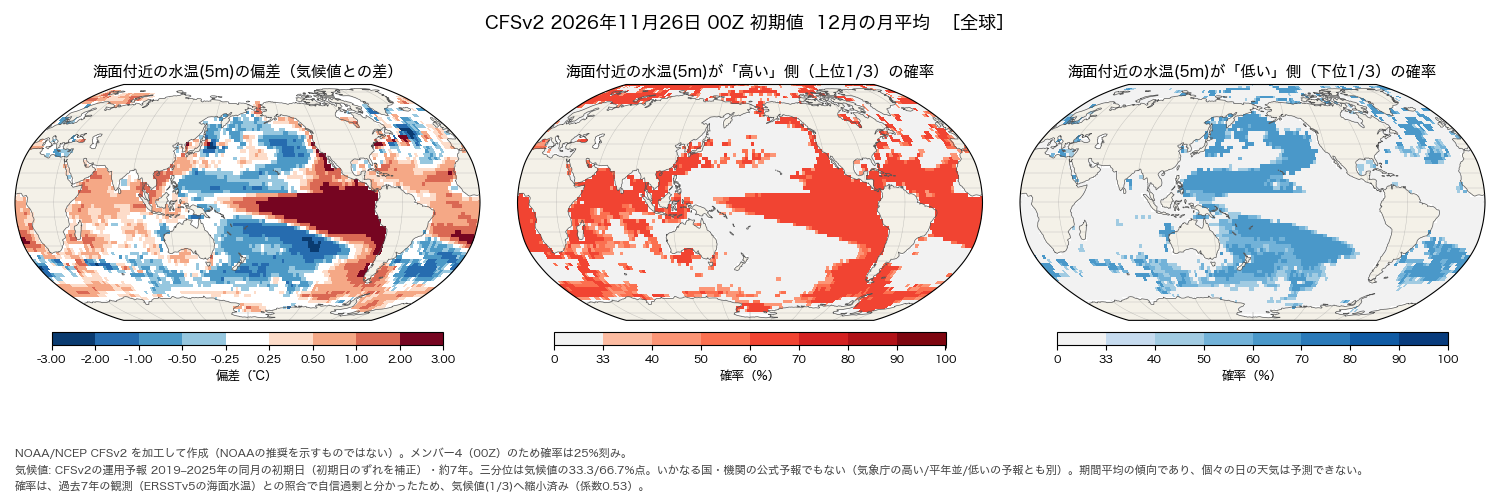 CFSv2 2026年11月26日 00Z 初期値 12月の月平均 ［全球］
海面付近の水温(5m)の偏差（気候値との差）
海面付近の水温(5m)が「高い」側（上位1/3）の確率
海面付近の水温(5m)が「低い」側（下位1/3）の確率
-3.00 -2.00 -1.00 -0.50 -0.25 0.25 0.50 1.00 2.00 3.00
偏差（℃）
0 33 40 50 60 70 80 90 100
確率（%）
0 33 40 50 60 70 80 90 100
確率（%）
NOAA/NCEP CFSv2 を加工して作成（NOAAの推奨を示すものではない）。メンバー4（00Z）のため確率は25%刻み。
気候値: CFSv2の運用予報 2019–2025年の同月の初期日（初期日のずれを補正）・約7年。三分位は気候値の33.3/66.7%点。いかなる国・機関の公式予報でもない（気象庁の高い/平年並/低いの予報とも別）。期間平均の傾向であり、個々の日の天気は予測できない。
確率は、過去7年の観測（ERSSTv5の海面水温）との照合で自信過剰と分かったため、気候値(1/3)へ縮小済み（係数0.53）。